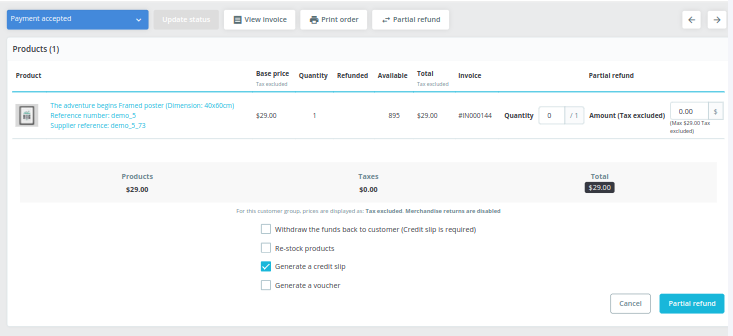 Payment accepted
Update status
View invoice
Print order
Partial refund
Products (1)
Product
Base price
Tax excluded
Quantity
Refunded
Available
Total
Tax excluded
Invoice
Partial refund
The adventure begins Framed poster (Dimension: 40x60cm)
Reference number: demo_5
Supplier reference: demo_5_73
$29.00
1
895
$29.00
#IN000144
Quantity
0
/ 1
Amount (Tax excluded)
0.00
$
(Max $29.00 Tax
excluded)
Products
$29.00
Taxes
$0.00
Total
$29.00
For this customer group, prices are displayed as: Tax excluded. Merchandise returns are disabled
Withdraw the funds back to customer (Credit slip is required)
Re-stock products
Generate a credit slip
Generate a voucher
Cancel
Partial refund